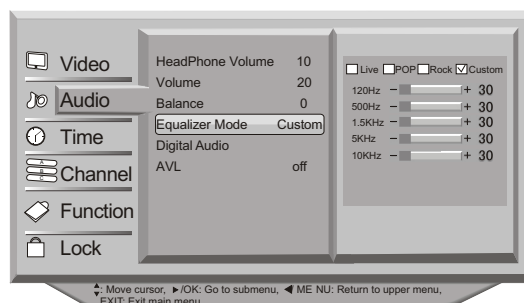 Video
Audio
Time
Channel
Function
Lock
HeadPhone Volume 10
Volume 20
Balance 0
Equalizer Mode Custom
Digital Audio
AVL off
Live POP Rock Custom
120Hz − + 30
500Hz − + 30
1.5KHz − + 30
5KHz − + 30
10KHz − + 30
A
B
C
: Move cursor, ►/OK: Go to submenu, ◄ ME NU: Return to upper menu,
EXIT: Exit main menu